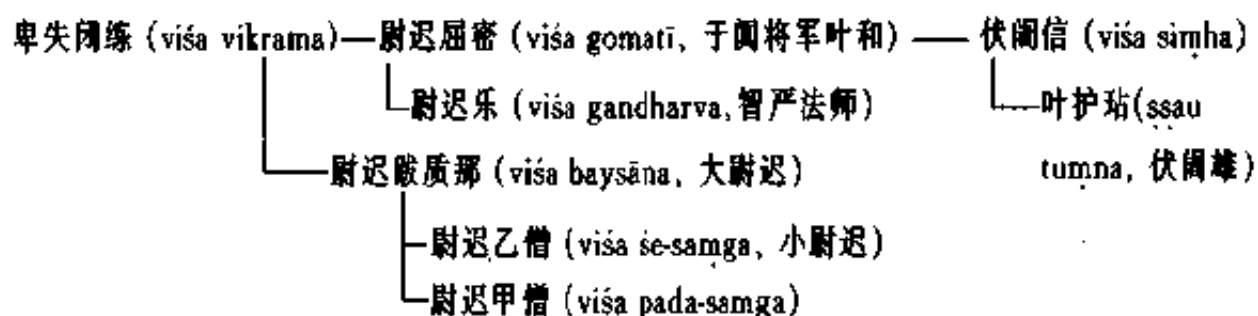 卑失闭练 (viśa vikrama)—尉迟屈密 (viśa gomatī, 于阗将军叶和) —— 伏阇信 (viśa siṃha)
尉迟乐 (viśa gandharva, 智严法师)
叶护玷(ssau
尉迟跋质那 (viśa baysāna, 大尉迟)
tuṃna, 伏阇雄)
尉迟乙僧 (viśa śe-saṃga, 小尉迟)
尉迟甲僧 (viśa pada-samga)